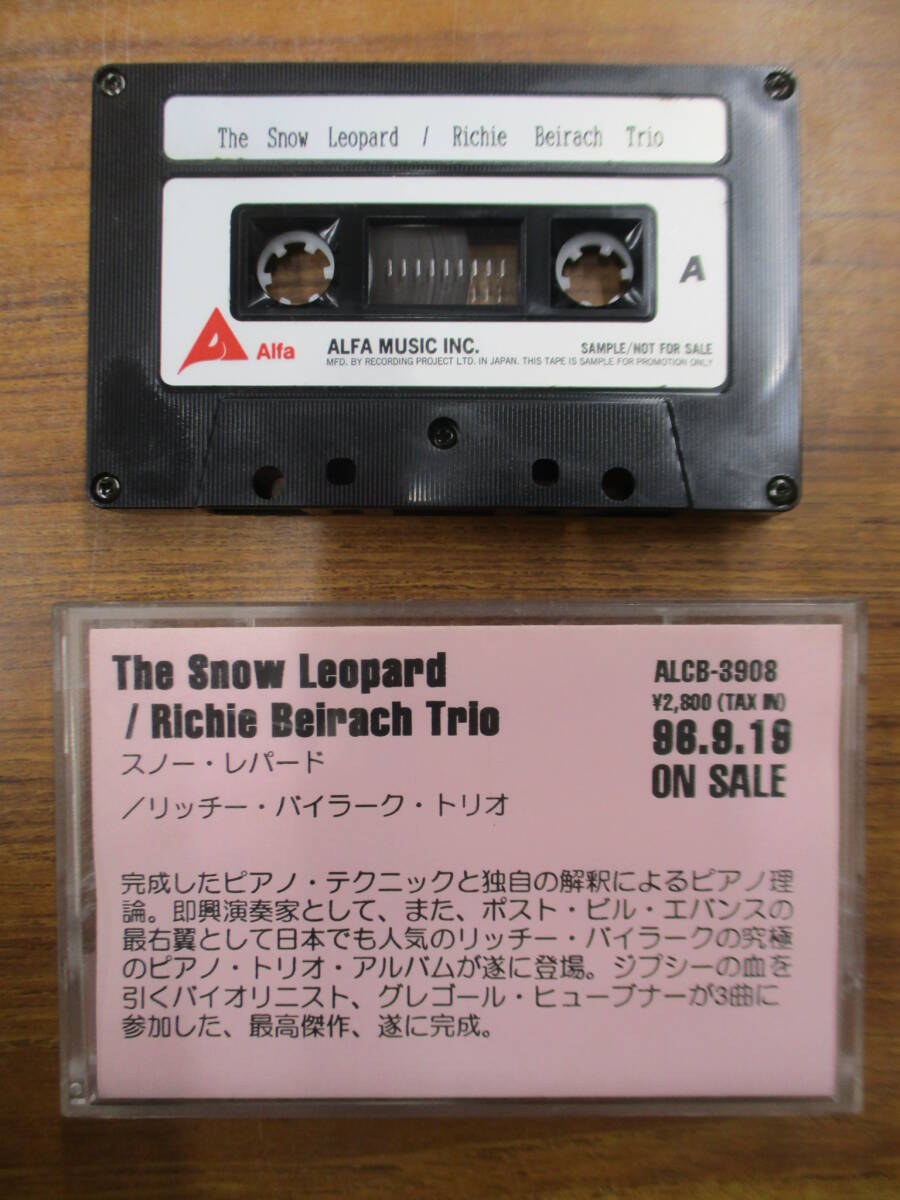 The Snow Leopard / Richie Beirach Trio
A
Alfa
ALFA MUSIC INC.
SAMPLE/NOT FOR SALE
MFD. BY RECORDING PROJECT LTD. IN JAPAN. THIS TAPE IS SAMPLE FOR PROMOTION ONLY
The Snow Leopard
/ Richie Beirach Trio
スノー・レパード
/リッチー・バイラーク・トリオ
ALCB-3908
¥2,800 (TAX IN)
96.9.19
ON SALE
完成したピアノ・テクニックと独自の解釈によるピアノ理
論。即興演奏家として、また、ポスト・ビル・エバンスの
最右翼として日本でも人気のリッチー・バイラークの究極
のピアノ・トリオ・アルバムが遂に登場。ジプシーの血を
引くバイオリニスト、グレゴール・ヒューブナーが3曲に
参加した、最高傑作、遂に完成。